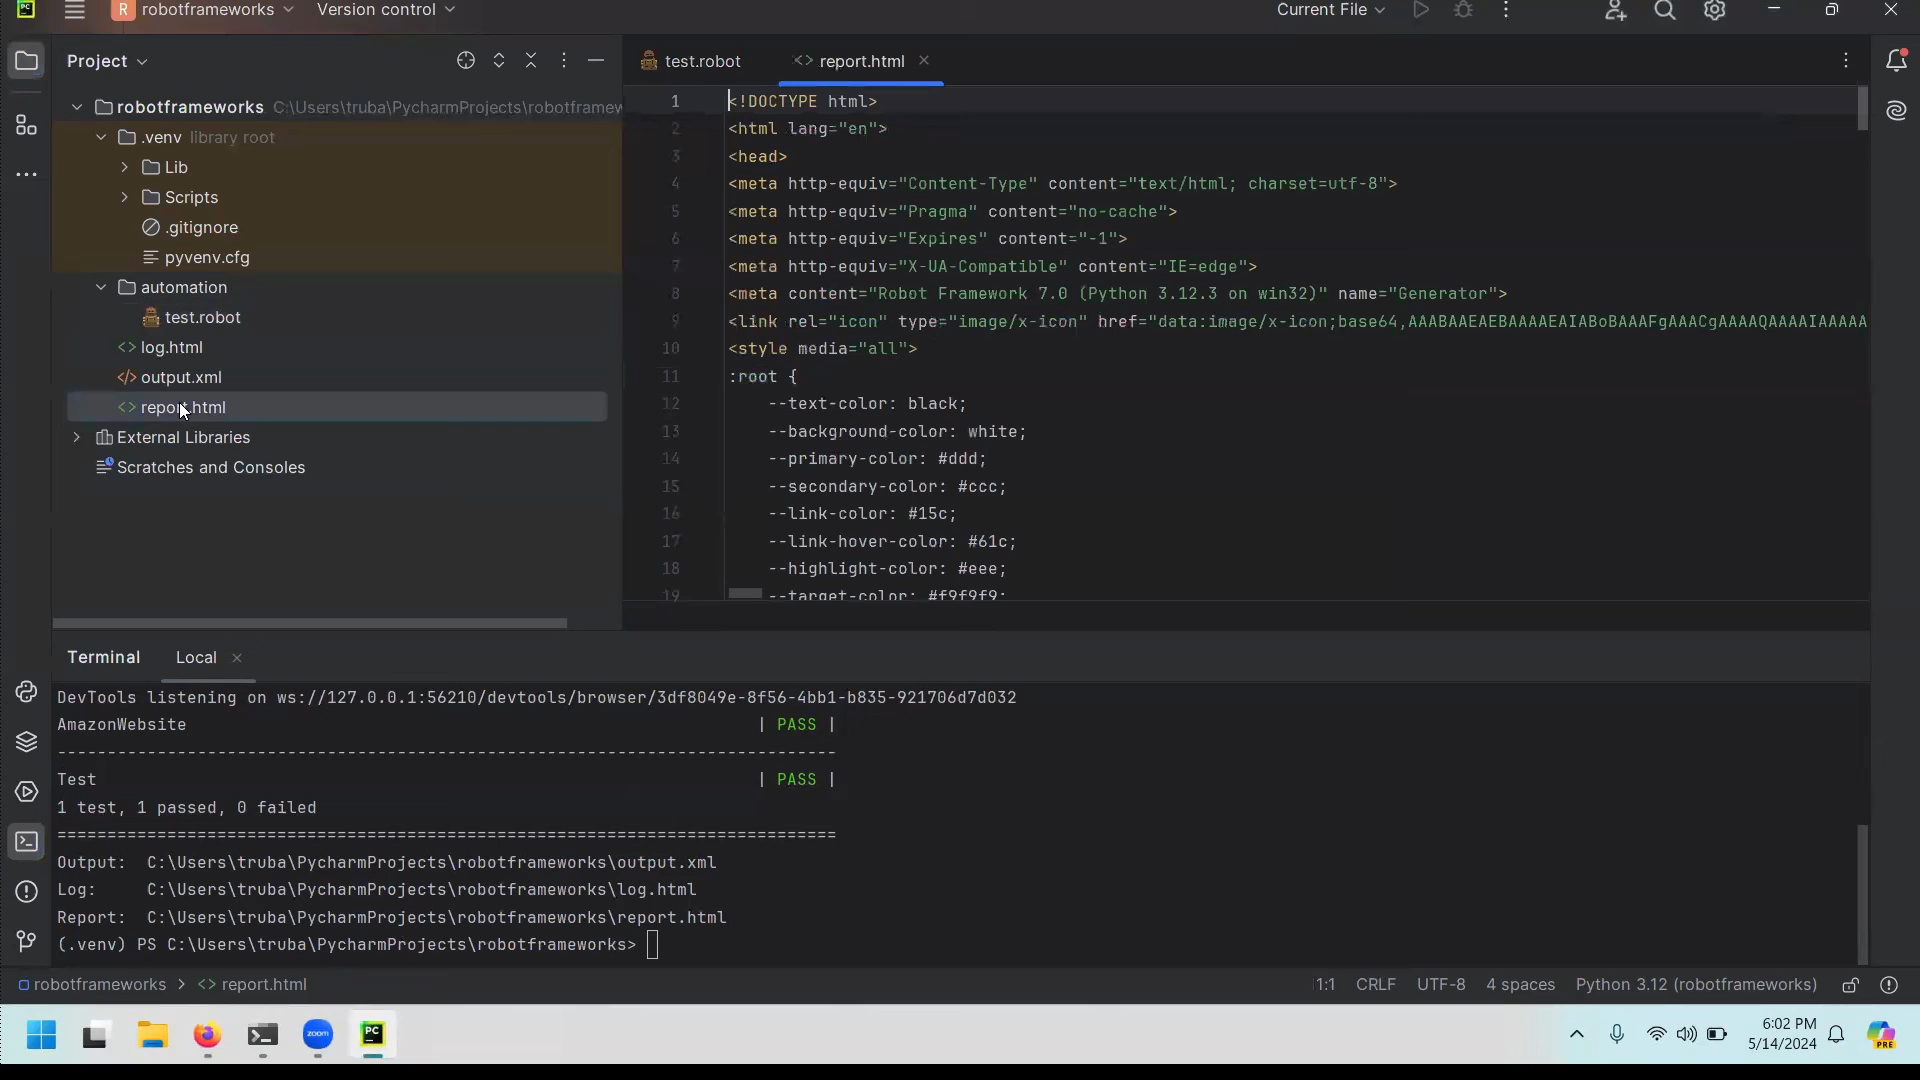 PC R robotframeworks Version control Current File
Project
test.robot
report.html
robotframeworks C:\Users\truba\PycharmProjects\robotframew
.venv library root
Lib
Scripts
.gitignore
pyvenv.cfg
automation
test.robot
log.html
output.xml
report.html
External Libraries
Scratches and Consoles
1 <!DOCTYPE html>
2 <html lang="en">
3 <head>
4 <meta http-equiv="Content-Type" content="text/html; charset=utf-8">
5 <meta http-equiv="Pragma" content="no-cache">
6 <meta http-equiv="Expires" content="-1">
7 <meta http-equiv="X-UA-Compatible" content="IE=edge">
8 <meta content="Robot Framework 7.0 (Python 3.12.3 on win32)" name="Generator">
9 <link rel="icon" type="image/x-icon" href="data:image/x-icon;base64,AAABAAEAEBAAAAEAIABoBAAAFgAAACgAAAAQAAAAIAAAAA
10 <style media="all">
11 :root {
12 --text-color: black;
13 --background-color: white;
14 --primary-color: #ddd;
15 --secondary-color: #ccc;
16 --link-color: #15c;
17 --link-hover-color: #61c;
18 --highlight-color: #eee;
19 --target-color: #f9f9f9;
Terminal Local
DevTools listening on ws://127.0.0.1:56210/devtools/browser/3df8049e-8f56-4bb1-b835-921706d7d032
AmazonWebsite | PASS |
------------------------------------------------------------------------------
Test | PASS |
1 test, 1 passed, 0 failed
==============================================================================
Output: C:\Users\truba\PycharmProjects\robotframeworks\output.xml
Log: C:\Users\truba\PycharmProjects\robotframeworks\log.html
Report: C:\Users\truba\PycharmProjects\robotframeworks\report.html
(.venv) PS C:\Users\truba\PycharmProjects\robotframeworks>
robotframeworks > report.html 1:1 CRLF UTF-8 4 spaces Python 3.12 (robotframeworks)
zoom PC 6:02 PM
5/14/2024 PRE